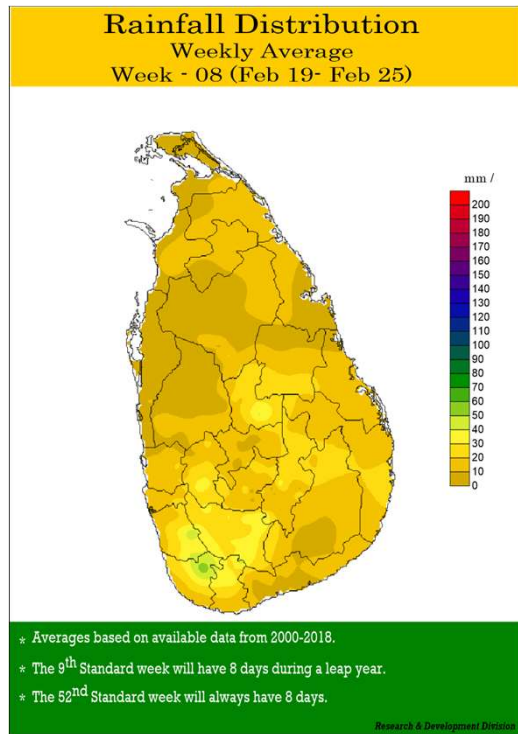 Rainfall Distribution
Weekly Average
Week - 08 (Feb 19- Feb 25)
mm /
200
190
180
170
160
150
140
130
120
110
100
90
80
70
60
50
40
30
20
10
0
* Averages based on available data from 2000-2018.
* The 9th Standard week will have 8 days during a leap year.
* The 52nd Standard week will always have 8 days.
Research & Development Division